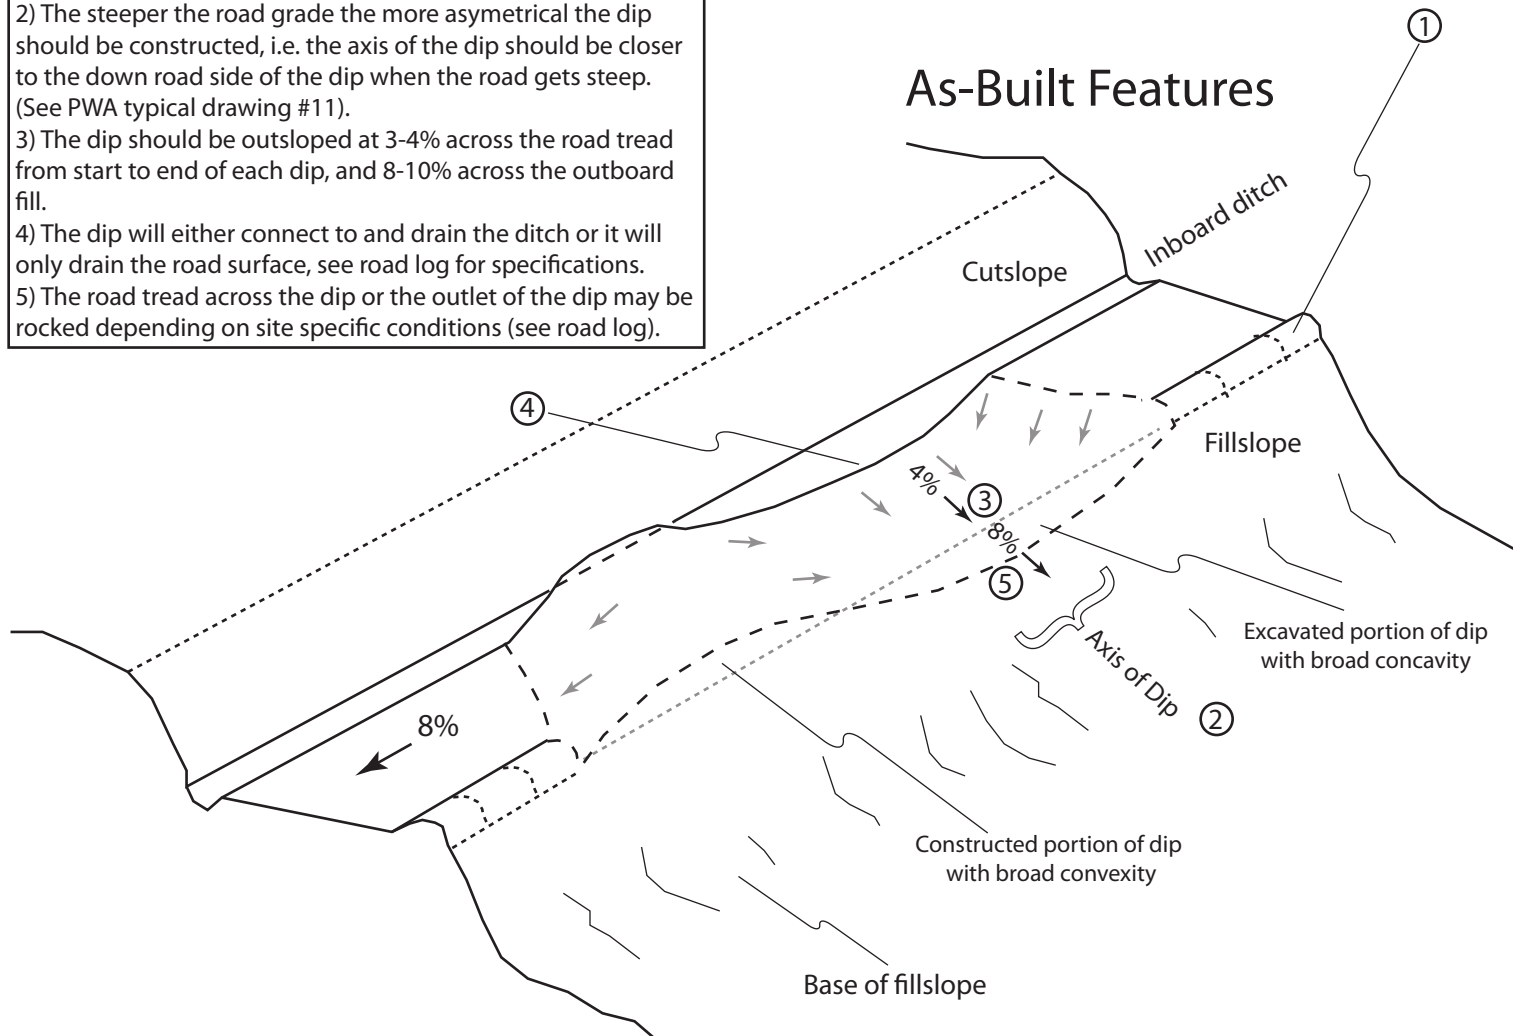 2) The steeper the road grade the more asymetrical the dip
should be constructed, i.e. the axis of the dip should be closer
to the down road side of the dip when the road gets steep.
(See PWA typical drawing #11).
3) The dip should be outsloped at 3-4% across the road tread
from start to end of each dip, and 8-10% across the outboard
fill.
4) The dip will either connect to and drain the ditch or it will
only drain the road surface, see road log for specifications.
5) The road tread across the dip or the outlet of the dip may be
rocked depending on site specific conditions (see road log).
As-Built Features
1
Inboard ditch
Cutslope
4
Fillslope
4%
3
8%
5
Excavated portion of dip
with broad concavity
Axis of Dip
2
8%
Constructed portion of dip
with broad convexity
Base of fillslope